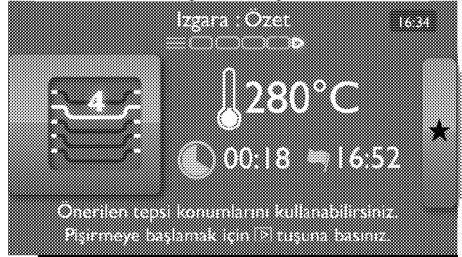 Izgara : Özet
16:34
4
280°C
00:18 16:52
Önerilen tepsi konumlarını kullanabilirsiniz.
Pişirmeye başlamak için tuşuna basınız.